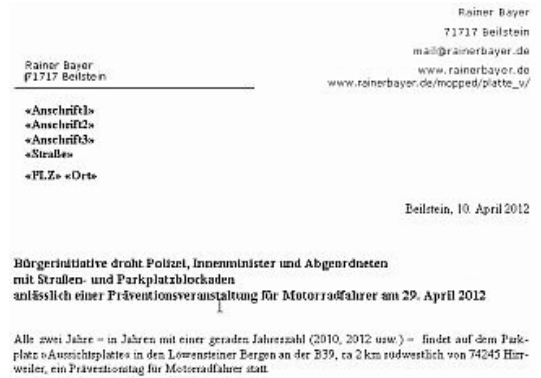 Rainer Bayer
71717 Beilstein
mail@rainerbayer.de
www.rainerbayer.de
www.rainerbayer.de/mopped/platte_v/
Rainer Bayer
71717 Beilstein
«Anschrift1»
«Anschrift2»
«Anschrift3»
«Straße»
«PLZ» «Ort»
Beilstein, 10. April 2012
Bürgerinitiative droht Polizei, Innenminister und Abgeordneten
mit Straßen- und Parkplatzblockaden
anlässlich einer Präventionsveranstaltung für Motorradfahrer am 29. April 2012
Alle zwei Jahre – in Jahren mit einer geraden Jahreszahl (2010, 2012 usw.) – findet auf dem Park-
platz »Aussichtsplatte« in den Löwensteiner Bergen an der B39, ca 2 km südwestlich von 74245 Hirr-
weiler, ein Präventionstag für Motorradfahrer statt.